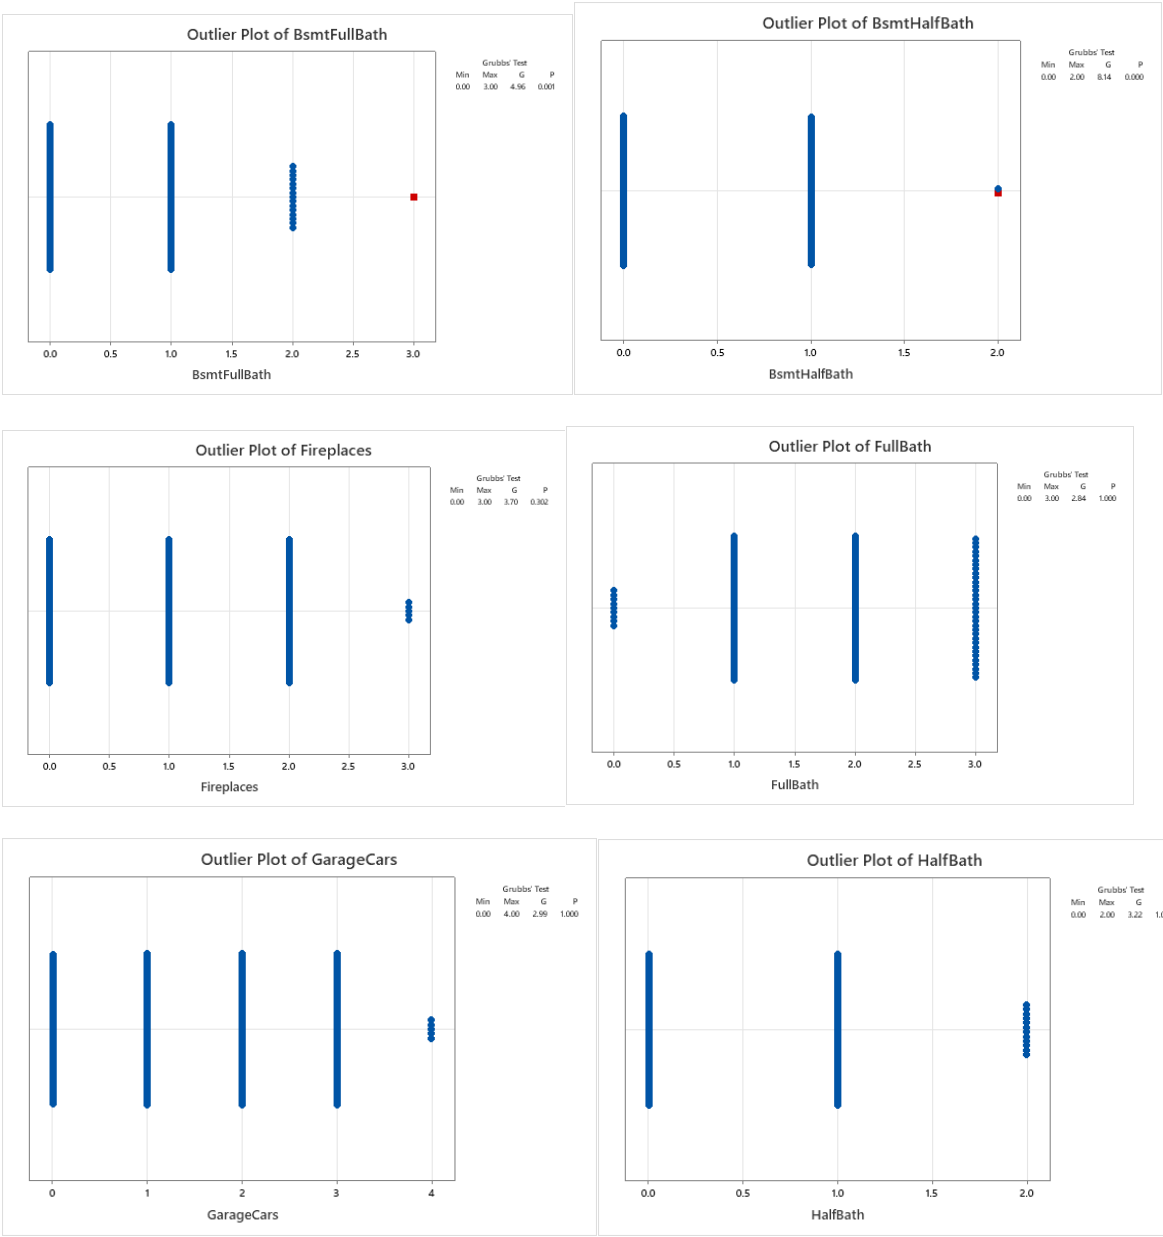 Outlier Plot of BsmtFullBath
Grubbs' Test
Min Max G P
0.00 3.00 4.96 0.001
0.0 0.5 1.0 1.5 2.0 2.5 3.0
BsmtFullBath
Outlier Plot of BsmtHalfBath
Grubbs' Test
Min Max G P
0.00 2.00 8.14 0.000
0.0 0.5 1.0 1.5 2.0
BsmtHalfBath
Outlier Plot of Fireplaces
Grubbs' Test
Min Max G P
0.00 3.00 3.70 0.302
0.0 0.5 1.0 1.5 2.0 2.5 3.0
Fireplaces
Outlier Plot of FullBath
Grubbs' Test
Min Max G P
0.00 3.00 2.84 1.000
0.0 0.5 1.0 1.5 2.0 2.5 3.0
FullBath
Outlier Plot of GarageCars
Grubbs' Test
Min Max G P
0.00 4.00 2.99 1.000
0 1 2 3 4
GarageCars
Outlier Plot of HalfBath
Grubbs' Test
Min Max G
0.00 2.00 3.22 1.0
0.0 0.5 1.0 1.5 2.0
HalfBath